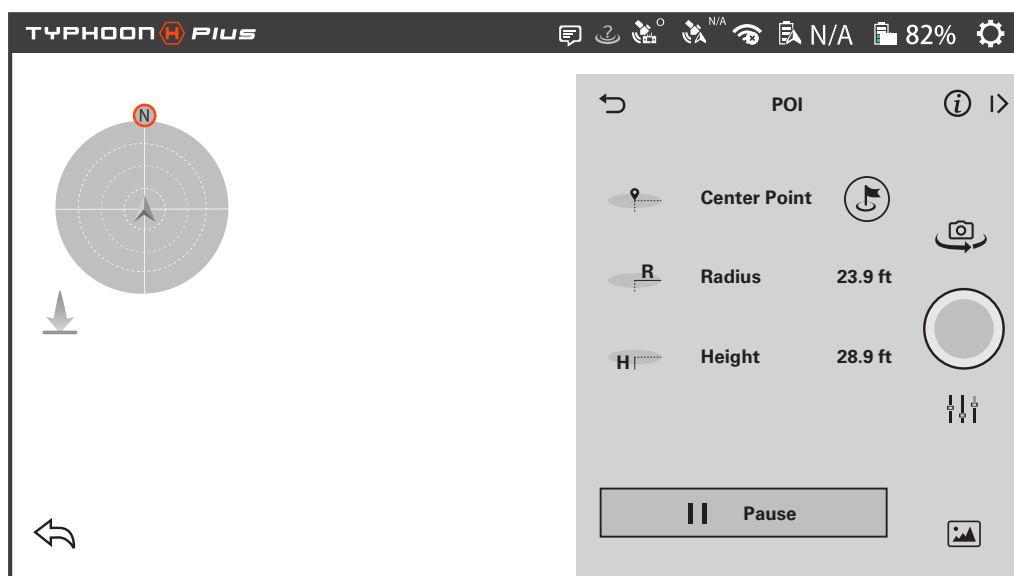 TYPHOON H Plus
O N/A N/A 82%
N
POI
Center Point
R Radius 23.9 ft
H Height 28.9 ft
Pause